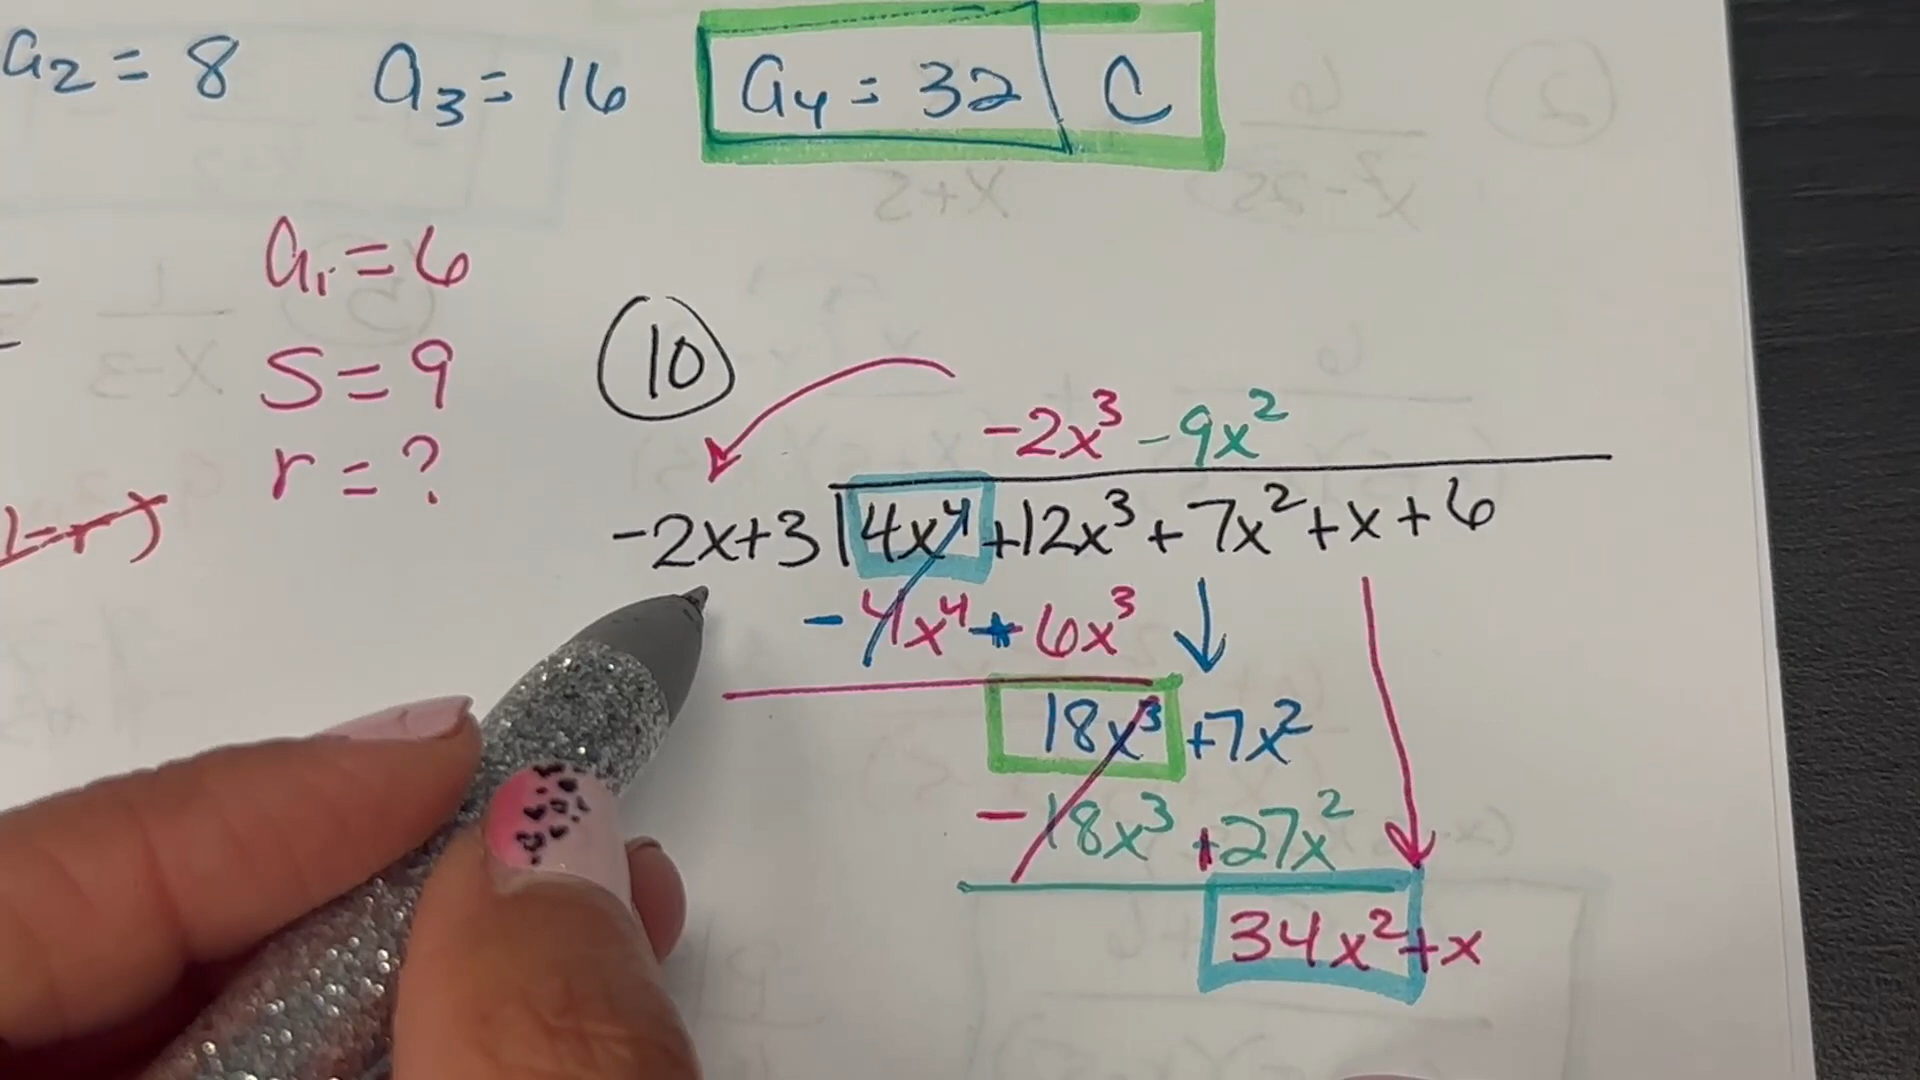 a₂ = 8 a₃ = 16 a₄ = 32 C
a₁ = 6
S = 9
r = ?
1-r)
10
-2x³ -9x²
-2x+3 4x⁴ +12x³ + 7x² + x + 6
- 4x⁴ + 6x³
18x³ +7x²
- 18x³ +27x²
34x² + x